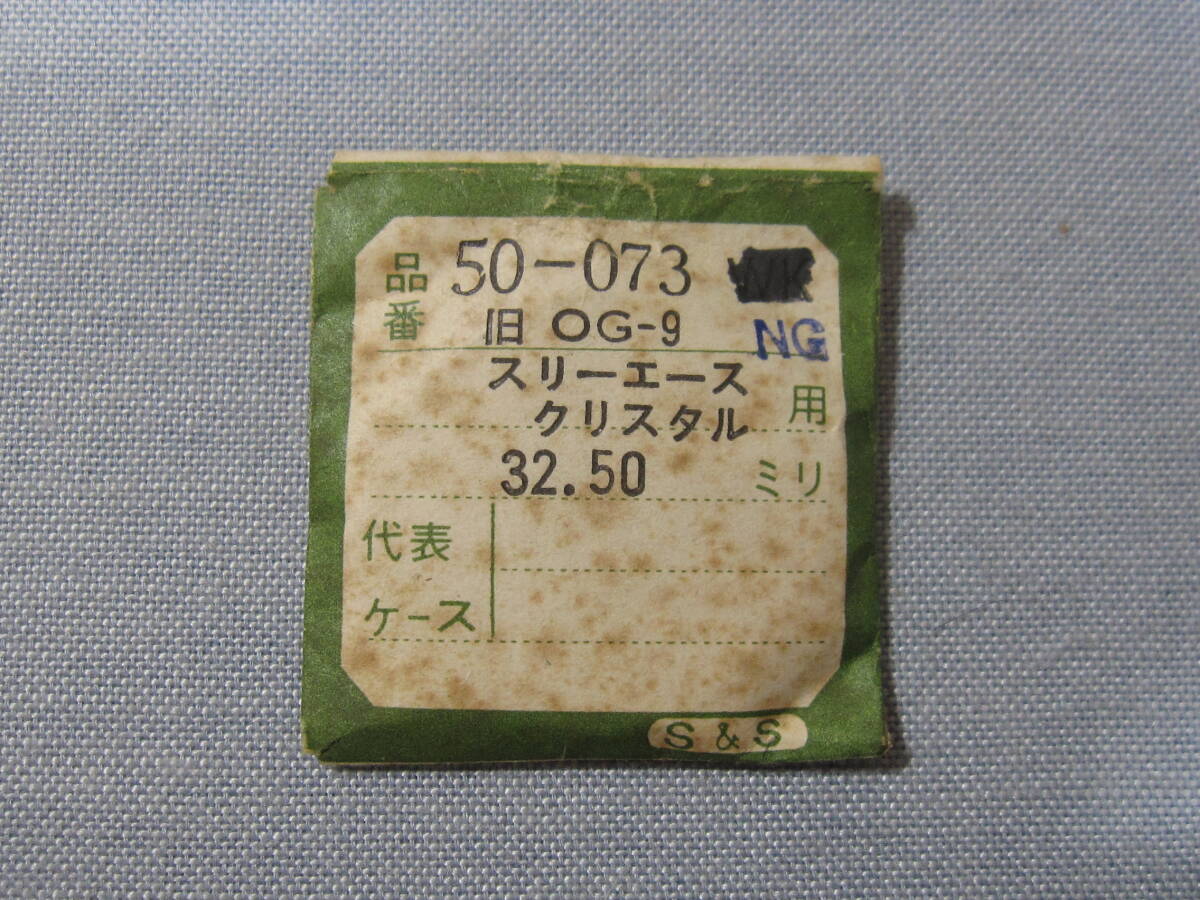 品番 50-073
旧 OG-9 NG
スリーエース
クリスタル 用
32.50 ミリ
代表
ケース
S & S